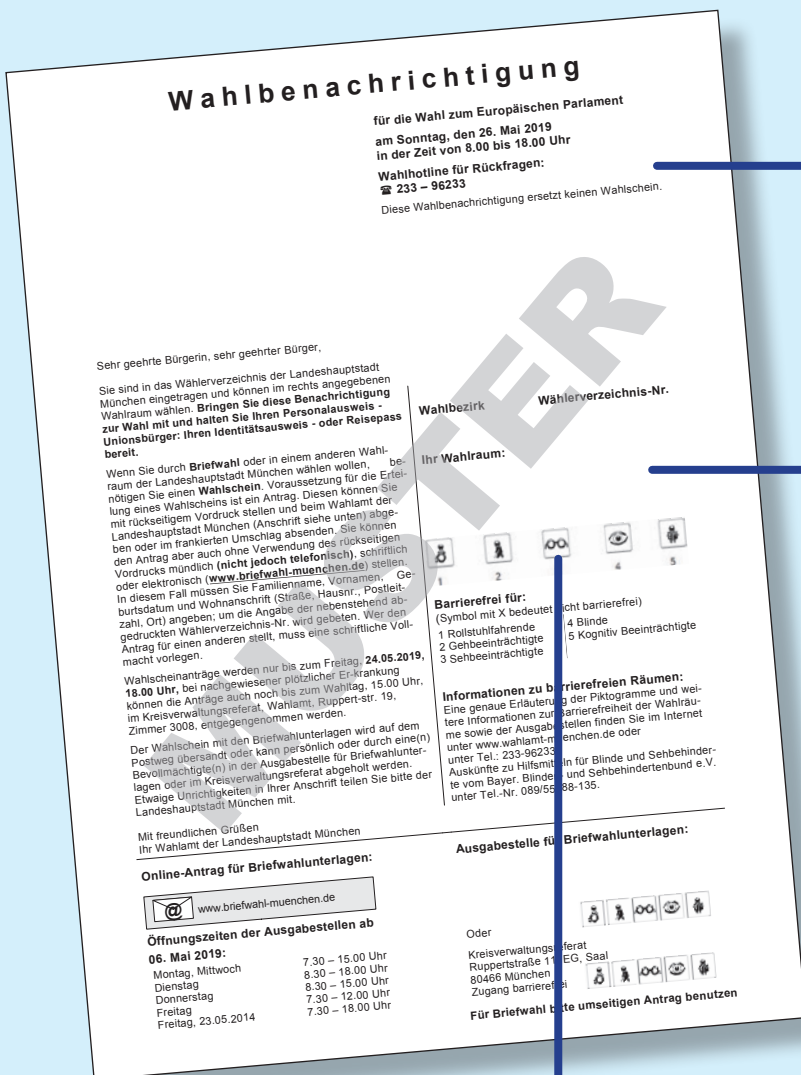 Wahlbenachrichtigung
für die Wahl zum Europäischen Parlament
am Sonntag, den 26. Mai 2019
in der Zeit von 8.00 bis 18.00 Uhr
Wahlhotline für Rückfragen:
☎ 233 – 96233
Diese Wahlbenachrichtigung ersetzt keinen Wahlschein.
MUSTER
Sehr geehrte Bürgerin, sehr geehrter Bürger,
Sie sind in das Wählerverzeichnis der Landeshauptstadt
München eingetragen und können im rechts angegebenen
Wahlraum wählen. Bringen Sie diese Benachrichtigung
zur Wahl mit und halten Sie Ihren Personalausweis -
Unionsbürger: Ihren Identitätsausweis - oder Reisepass
bereit.
Wenn Sie durch Briefwahl oder in einem anderen Wahl-
raum der Landeshauptstadt München wählen wollen, be-
nötigen Sie einen Wahlschein. Voraussetzung für die Ertei-
lung eines Wahlscheins ist ein Antrag. Diesen können Sie
mit rückseitigem Vordruck stellen und beim Wahlamt der
Landeshauptstadt München (Anschrift siehe unten) abge-
ben oder im frankierten Umschlag absenden. Sie können
den Antrag aber auch ohne Verwendung des rückseitigen
Vordrucks mündlich (nicht jedoch telefonisch), schriftlich
oder elektronisch (www.briefwahl-muenchen.de) stellen.
In diesem Fall müssen Sie Familienname, Vornamen, Ge-
burtsdatum und Wohnanschrift (Straße, Hausnr., Postleit-
zahl, Ort) angeben; um die Angabe der nebenstehend ab-
gedruckten Wählerverzeichnis-Nr. wird gebeten. Wer den
Antrag für einen anderen stellt, muss eine schriftliche Voll-
macht vorlegen.
Wahlscheinanträge werden nur bis zum Freitag, 24.05.2019,
18.00 Uhr, bei nachgewiesener plötzlicher Er-krankung
können die Anträge auch noch bis zum Wahltag, 15.00 Uhr,
im Kreisverwaltungsreferat, Wahlamt, Ruppert-str. 19,
Zimmer 3008, entgegengenommen werden.
Der Wahlschein mit den Briefwahlunterlagen wird auf dem
Postweg übersandt oder kann persönlich oder durch eine(n)
Bevollmächtigte(n) in der Ausgabestelle für Briefwahlunter-
lagen oder im Kreisverwaltungsreferat abgeholt werden.
Etwaige Unrichtigkeiten in Ihrer Anschrift teilen Sie bitte der
Landeshauptstadt München mit.
Mit freundlichen Grüßen
Ihr Wahlamt der Landeshauptstadt München
Wahlbezirk Wählerverzeichnis-Nr.
Ihr Wahlraum:
1 2 4 5
Barrierefrei für:
(Symbol mit X bedeutet nicht barrierefrei)
1 Rollstuhlfahrende
2 Gehbeeinträchtigte
3 Sehbeeinträchtigte
4 Blinde
5 Kognitiv Beeinträchtigte
Informationen zu barrierefreien Räumen:
Eine genaue Erläuterung der Piktogramme und wei-
tere Informationen zur Barrierefreiheit der Wahlräu-
me sowie der Ausgabestellen finden Sie im Internet
unter www.wahlamt-muenchen.de oder
unter Tel.: 233-96233
Auskünfte zu Hilfsmitteln für Blinde und Sehbehinder-
te vom Bayer. Blinden- und Sehbehindertenbund e.V.
unter Tel.-Nr. 88-135.
Online-Antrag für Briefwahlunterlagen:
@ www.briefwahl-muenchen.de
Öffnungszeiten der Ausgabestellen ab
06. Mai 2019:
Montag, Mittwoch 7.30 – 15.00 Uhr
Dienstag 8.30 – 18.00 Uhr
Donnerstag 8.30 – 15.00 Uhr
Freitag 7.30 – 12.00 Uhr
Freitag, 23.05.2014 7.30 – 18.00 Uhr
Ausgabestelle für Briefwahlunterlagen:
Oder
Kreisverwaltungsreferat
Ruppertstraße EG, Saal
80466 München
Zugang barrierefrei
Für Briefwahl bitte umseitigen Antrag benutzen